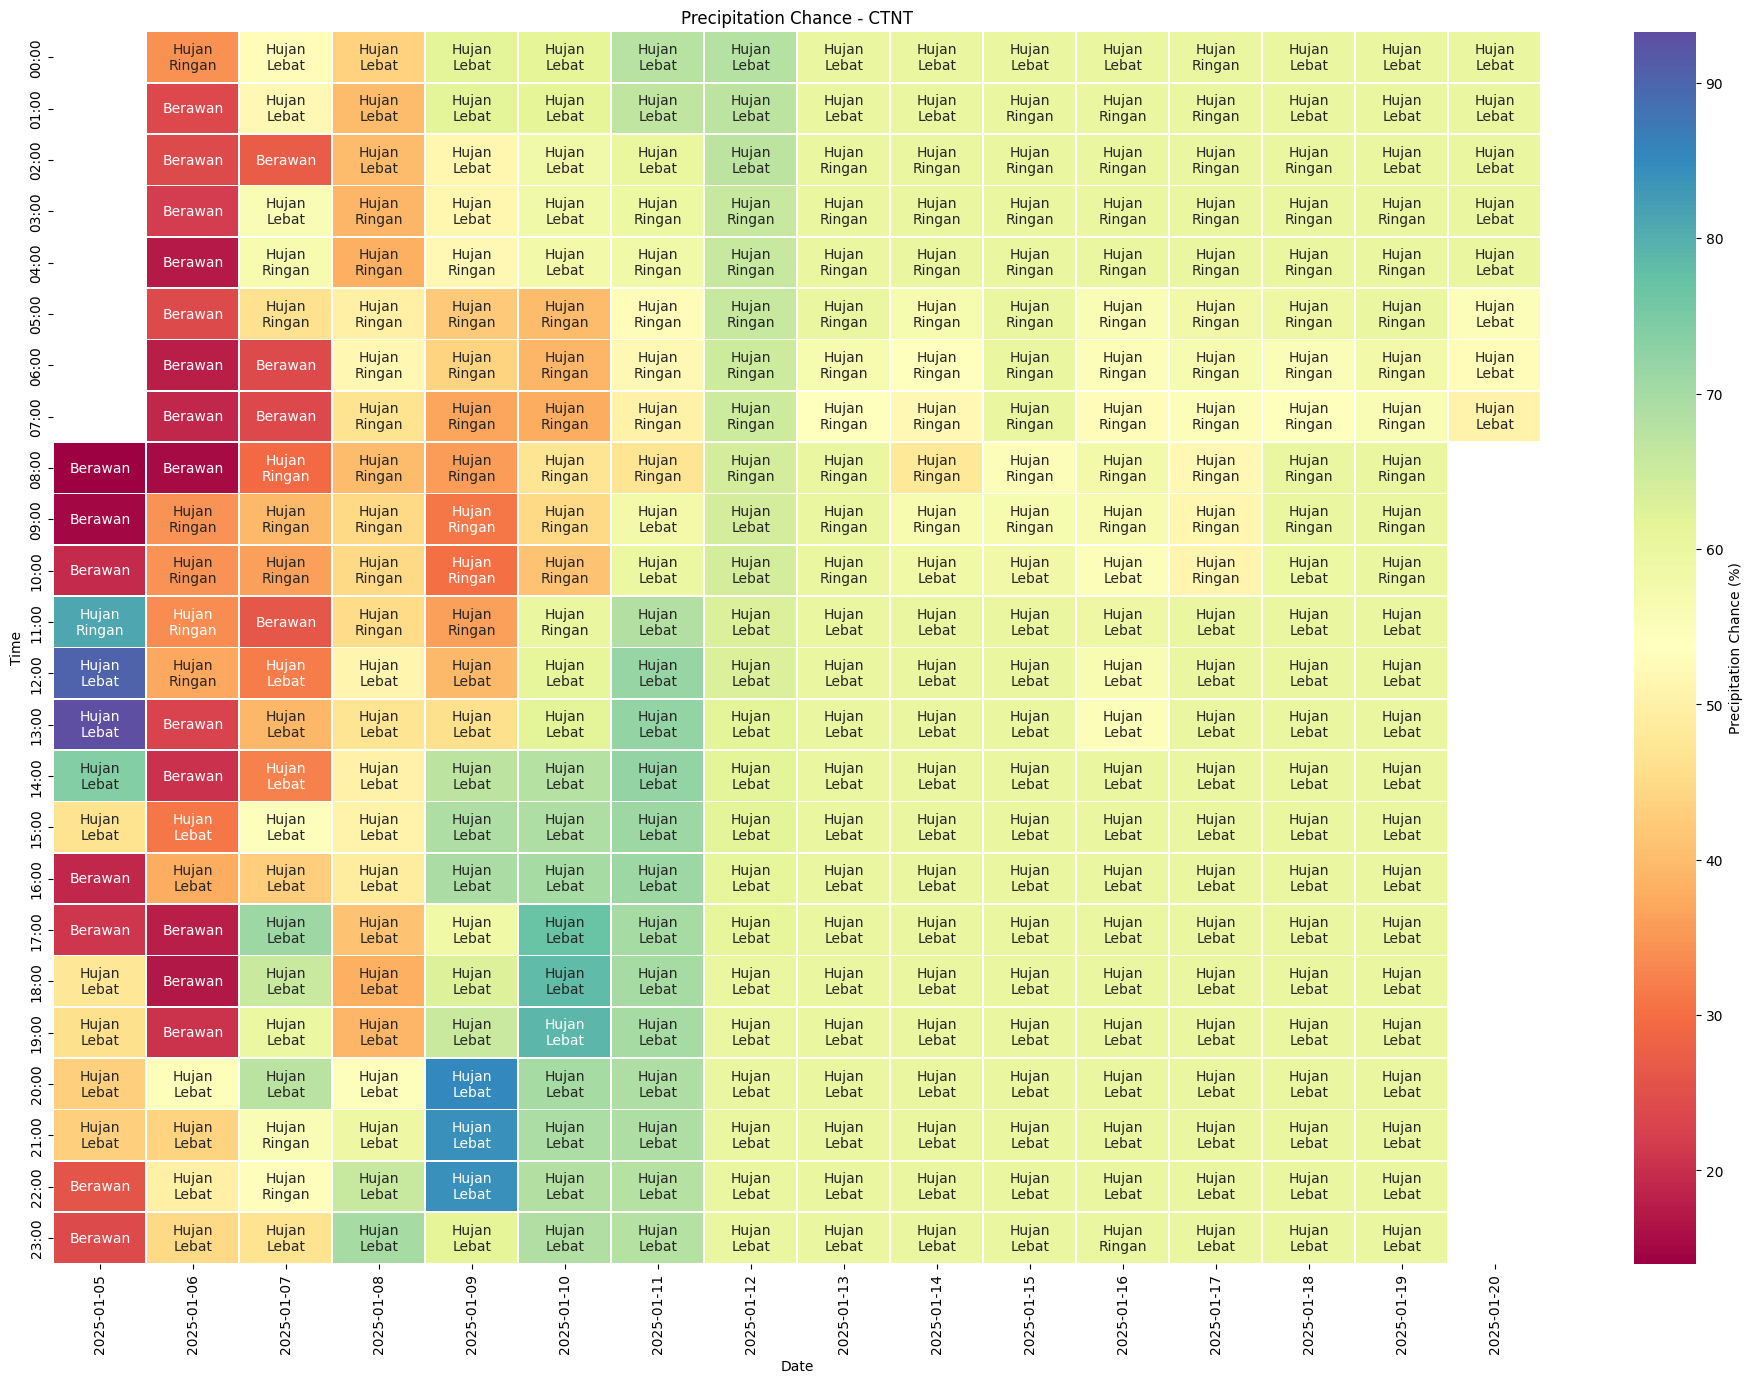 Precipitation Chance - CTNT
00:00 Hujan Ringan Hujan Lebat Hujan Lebat Hujan Lebat Hujan Lebat Hujan Lebat Hujan Lebat Hujan Lebat Hujan Lebat Hujan Lebat Hujan Lebat Hujan Ringan Hujan Lebat Hujan Lebat Hujan Lebat
01:00 Berawan Hujan Lebat Hujan Lebat Hujan Lebat Hujan Lebat Hujan Lebat Hujan Lebat Hujan Lebat Hujan Lebat Hujan Ringan Hujan Ringan Hujan Ringan Hujan Lebat Hujan Lebat Hujan Lebat
02:00 Berawan Berawan Hujan Lebat Hujan Lebat Hujan Lebat Hujan Lebat Hujan Lebat Hujan Ringan Hujan Ringan Hujan Ringan Hujan Ringan Hujan Ringan Hujan Ringan Hujan Lebat Hujan Lebat
03:00 Berawan Hujan Lebat Hujan Ringan Hujan Lebat Hujan Lebat Hujan Ringan Hujan Ringan Hujan Ringan Hujan Ringan Hujan Ringan Hujan Ringan Hujan Ringan Hujan Ringan Hujan Ringan Hujan Lebat
04:00 Berawan Hujan Ringan Hujan Ringan Hujan Ringan Hujan Lebat Hujan Ringan Hujan Ringan Hujan Ringan Hujan Ringan Hujan Ringan Hujan Ringan Hujan Ringan Hujan Ringan Hujan Ringan Hujan Lebat
05:00 Berawan Hujan Ringan Hujan Ringan Hujan Ringan Hujan Ringan Hujan Ringan Hujan Ringan Hujan Ringan Hujan Ringan Hujan Ringan Hujan Ringan Hujan Ringan Hujan Ringan Hujan Ringan Hujan Lebat
06:00 Berawan Berawan Hujan Ringan Hujan Ringan Hujan Ringan Hujan Ringan Hujan Ringan Hujan Ringan Hujan Ringan Hujan Ringan Hujan Ringan Hujan Ringan Hujan Ringan Hujan Ringan Hujan Lebat
07:00 Berawan Berawan Hujan Ringan Hujan Ringan Hujan Ringan Hujan Ringan Hujan Ringan Hujan Ringan Hujan Ringan Hujan Ringan Hujan Ringan Hujan Ringan Hujan Ringan Hujan Ringan Hujan Lebat
08:00 Berawan Berawan Hujan Ringan Hujan Ringan Hujan Ringan Hujan Ringan Hujan Ringan Hujan Ringan Hujan Ringan Hujan Ringan Hujan Ringan Hujan Ringan Hujan Ringan Hujan Ringan Hujan Ringan
09:00 Berawan Hujan Ringan Hujan Ringan Hujan Ringan Hujan Ringan Hujan Ringan Hujan Lebat Hujan Lebat Hujan Ringan Hujan Ringan Hujan Ringan Hujan Ringan Hujan Ringan Hujan Ringan Hujan Ringan
10:00 Berawan Hujan Ringan Hujan Ringan Hujan Ringan Hujan Ringan Hujan Ringan Hujan Lebat Hujan Lebat Hujan Ringan Hujan Lebat Hujan Lebat Hujan Lebat Hujan Ringan Hujan Lebat Hujan Ringan
11:00 Hujan Ringan Hujan Ringan Berawan Hujan Ringan Hujan Ringan Hujan Ringan Hujan Lebat Hujan Lebat Hujan Lebat Hujan Lebat Hujan Lebat Hujan Lebat Hujan Lebat Hujan Lebat Hujan Lebat
12:00 Hujan Lebat Hujan Ringan Hujan Lebat Hujan Lebat Hujan Lebat Hujan Lebat Hujan Lebat Hujan Lebat Hujan Lebat Hujan Lebat Hujan Lebat Hujan Lebat Hujan Lebat Hujan Lebat Hujan Lebat
13:00 Hujan Lebat Berawan Hujan Lebat Hujan Lebat Hujan Lebat Hujan Lebat Hujan Lebat Hujan Lebat Hujan Lebat Hujan Lebat Hujan Lebat Hujan Lebat Hujan Lebat Hujan Lebat Hujan Lebat
14:00 Hujan Lebat Berawan Hujan Lebat Hujan Lebat Hujan Lebat Hujan Lebat Hujan Lebat Hujan Lebat Hujan Lebat Hujan Lebat Hujan Lebat Hujan Lebat Hujan Lebat Hujan Lebat Hujan Lebat
15:00 Hujan Lebat Hujan Lebat Hujan Lebat Hujan Lebat Hujan Lebat Hujan Lebat Hujan Lebat Hujan Lebat Hujan Lebat Hujan Lebat Hujan Lebat Hujan Lebat Hujan Lebat Hujan Lebat Hujan Lebat
16:00 Berawan Hujan Lebat Hujan Lebat Hujan Lebat Hujan Lebat Hujan Lebat Hujan Lebat Hujan Lebat Hujan Lebat Hujan Lebat Hujan Lebat Hujan Lebat Hujan Lebat Hujan Lebat Hujan Lebat
17:00 Berawan Berawan Hujan Lebat Hujan Lebat Hujan Lebat Hujan Lebat Hujan Lebat Hujan Lebat Hujan Lebat Hujan Lebat Hujan Lebat Hujan Lebat Hujan Lebat Hujan Lebat Hujan Lebat
18:00 Hujan Lebat Berawan Hujan Lebat Hujan Lebat Hujan Lebat Hujan Lebat Hujan Lebat Hujan Lebat Hujan Lebat Hujan Lebat Hujan Lebat Hujan Lebat Hujan Lebat Hujan Lebat Hujan Lebat
19:00 Hujan Lebat Berawan Hujan Lebat Hujan Lebat Hujan Lebat Hujan Lebat Hujan Lebat Hujan Lebat Hujan Lebat Hujan Lebat Hujan Lebat Hujan Lebat Hujan Lebat Hujan Lebat Hujan Lebat
20:00 Hujan Lebat Hujan Lebat Hujan Lebat Hujan Lebat Hujan Lebat Hujan Lebat Hujan Lebat Hujan Lebat Hujan Lebat Hujan Lebat Hujan Lebat Hujan Lebat Hujan Lebat Hujan Lebat Hujan Lebat
21:00 Hujan Lebat Hujan Lebat Hujan Ringan Hujan Lebat Hujan Lebat Hujan Lebat Hujan Lebat Hujan Lebat Hujan Lebat Hujan Lebat Hujan Lebat Hujan Lebat Hujan Lebat Hujan Lebat Hujan Lebat
22:00 Berawan Hujan Lebat Hujan Ringan Hujan Lebat Hujan Lebat Hujan Lebat Hujan Lebat Hujan Lebat Hujan Lebat Hujan Lebat Hujan Lebat Hujan Lebat Hujan Lebat Hujan Lebat Hujan Lebat
23:00 Berawan Hujan Lebat Hujan Lebat Hujan Lebat Hujan Lebat Hujan Lebat Hujan Lebat Hujan Lebat Hujan Lebat Hujan Lebat Hujan Lebat Hujan Ringan Hujan Lebat Hujan Lebat Hujan Lebat
Time
2025-01-05 2025-01-06 2025-01-07 2025-01-08 2025-01-09 2025-01-10 2025-01-11 2025-01-12 2025-01-13 2025-01-14 2025-01-15 2025-01-16 2025-01-17 2025-01-18 2025-01-19 2025-01-20
Date
90
80
70
60
50
40
30
20
Precipitation Chance (%)